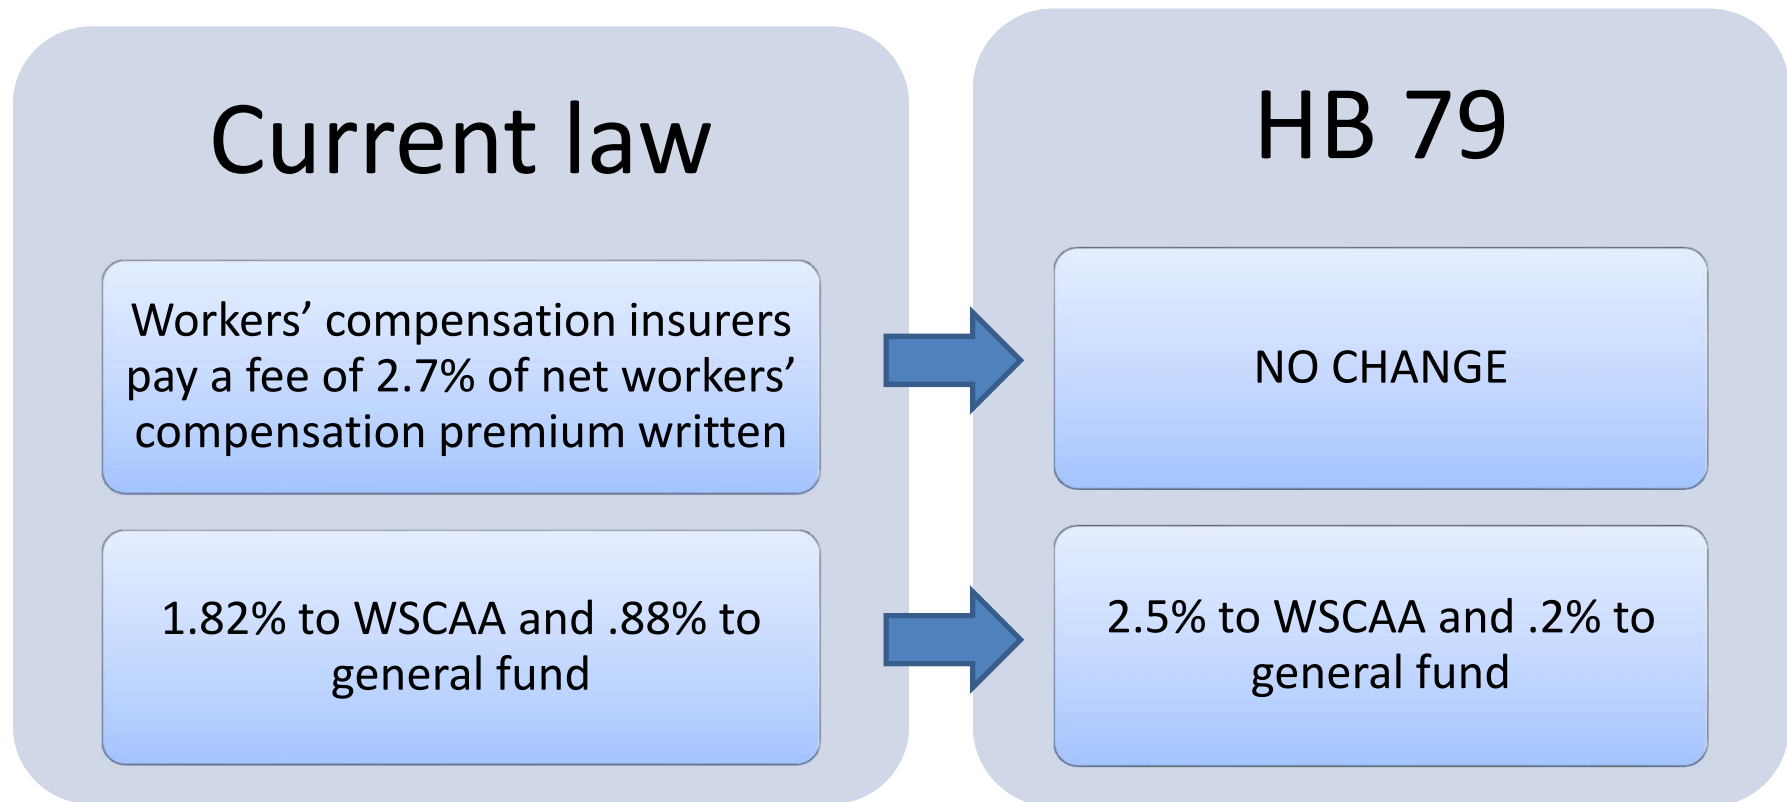 Current law
Workers’ compensation insurers
pay a fee of 2.7% of net workers’
compensation premium written
1.82% to WSCAA and .88% to
general fund
HB 79
NO CHANGE
2.5% to WSCAA and .2% to
general fund